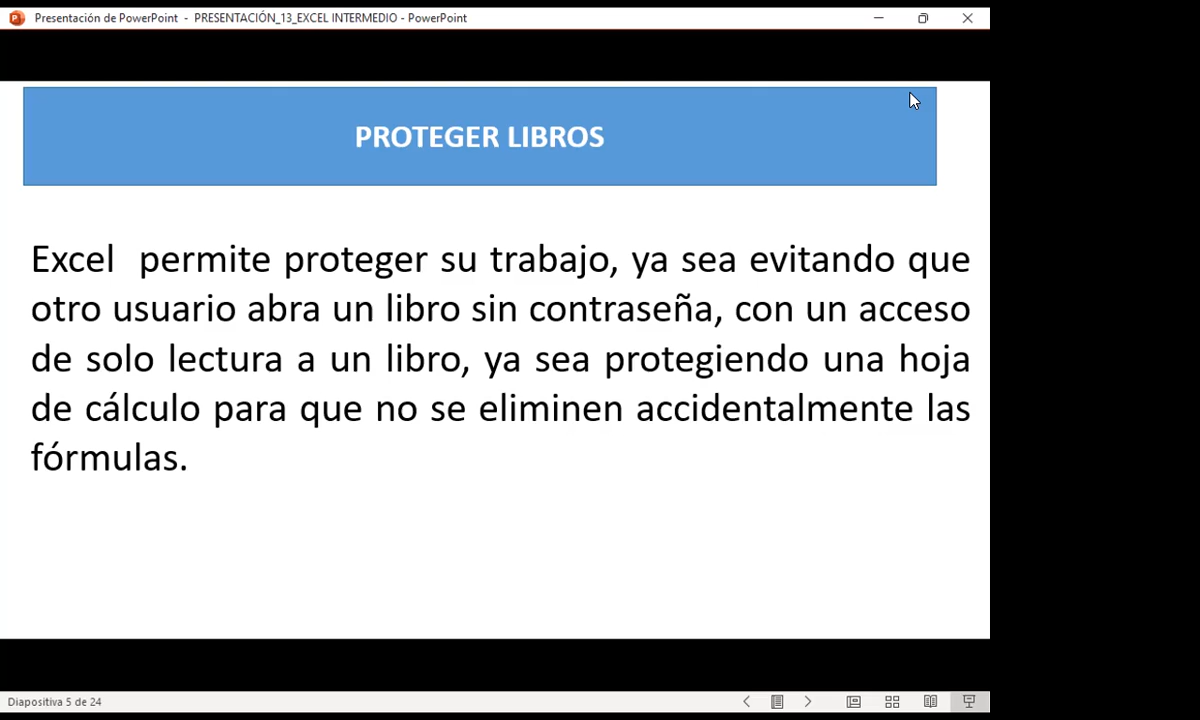 Presentación de PowerPoint - PRESENTACIÓN_13_EXCEL INTERMEDIO - PowerPoint
PROTEGER LIBROS
Excel permite proteger su trabajo, ya sea evitando que
otro usuario abra un libro sin contraseña, con un acceso
de solo lectura a un libro, ya sea protegiendo una hoja
de cálculo para que no se eliminen accidentalmente las
fórmulas.
Diapositiva 5 de 24